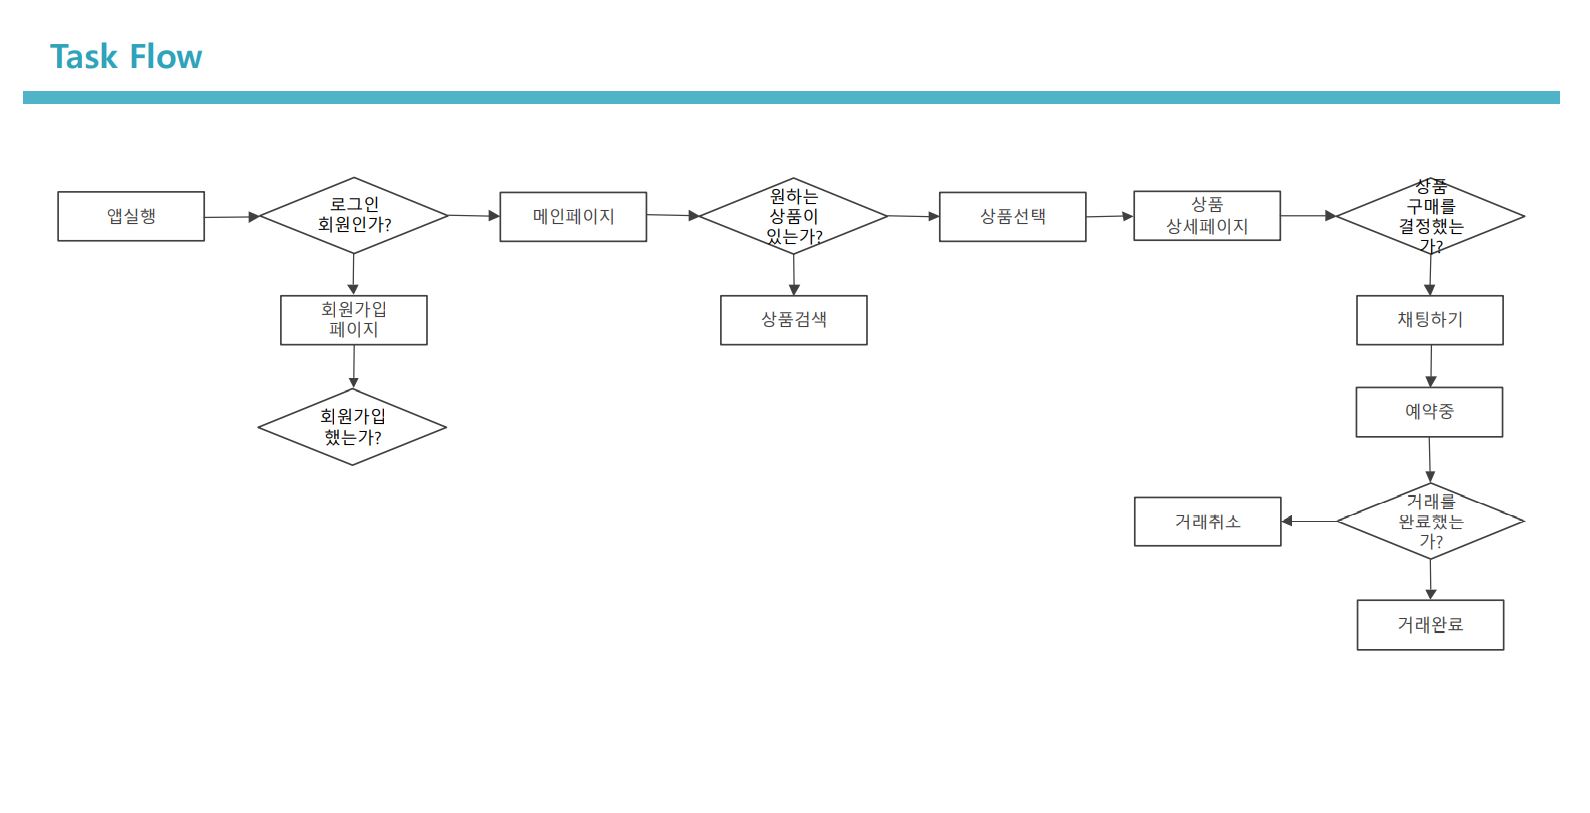 Task Flow
앱실행
로그인
회원인가?
메인페이지
원하는
상품이
있는가?
상품선택
상품
상세페이지
상품
구매를
결정했는
가?
회원가입
페이지
상품검색
채팅하기
회원가입
했는가?
예약중
거래취소
거래를
완료했는
가?
거래완료